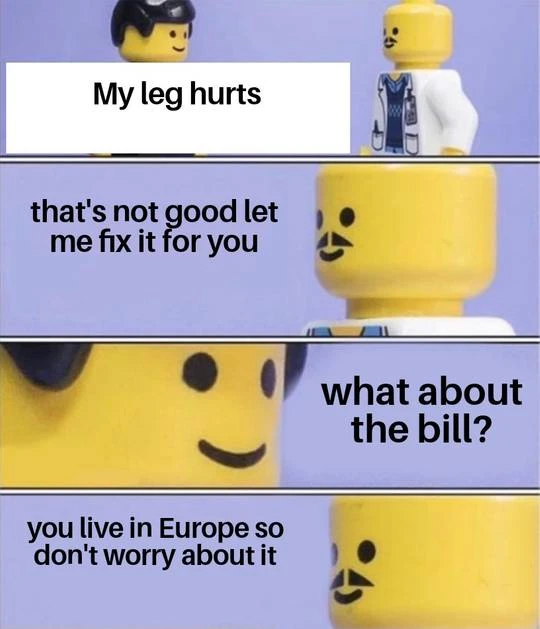 My leg hurts
that's not good let
me fix it for you
what about
the bill?
you live in Europe so
don't worry about it